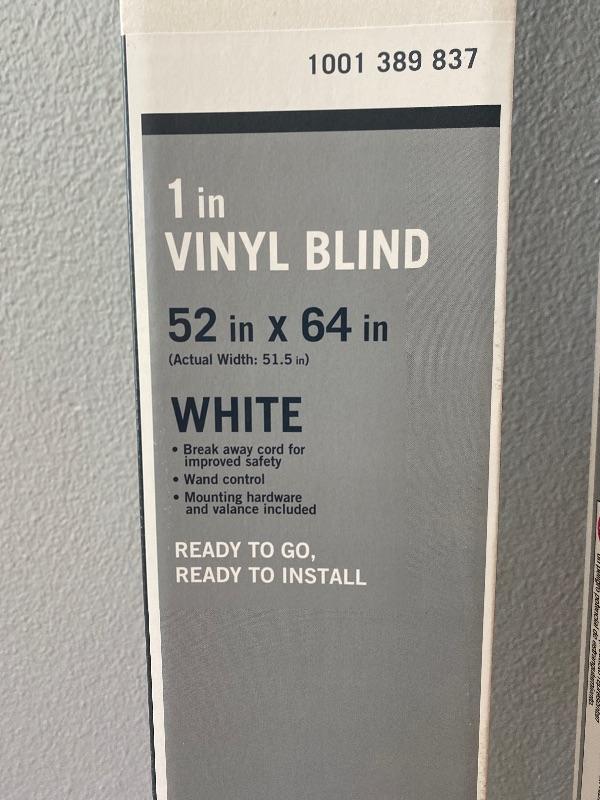 1001 389 837
1 in
VINYL BLIND
52 in x 64 in
(Actual Width: 51.5 in)
WHITE
• Break away cord for
improved safety
• Wand control
• Mounting hardware
and valance included
READY TO GO,
READY TO INSTALL